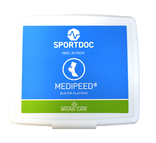 SPORTDOC
HEEL 25-PACK
MEDIPEED®
BLISTER PLASTERS
WOUND CARE